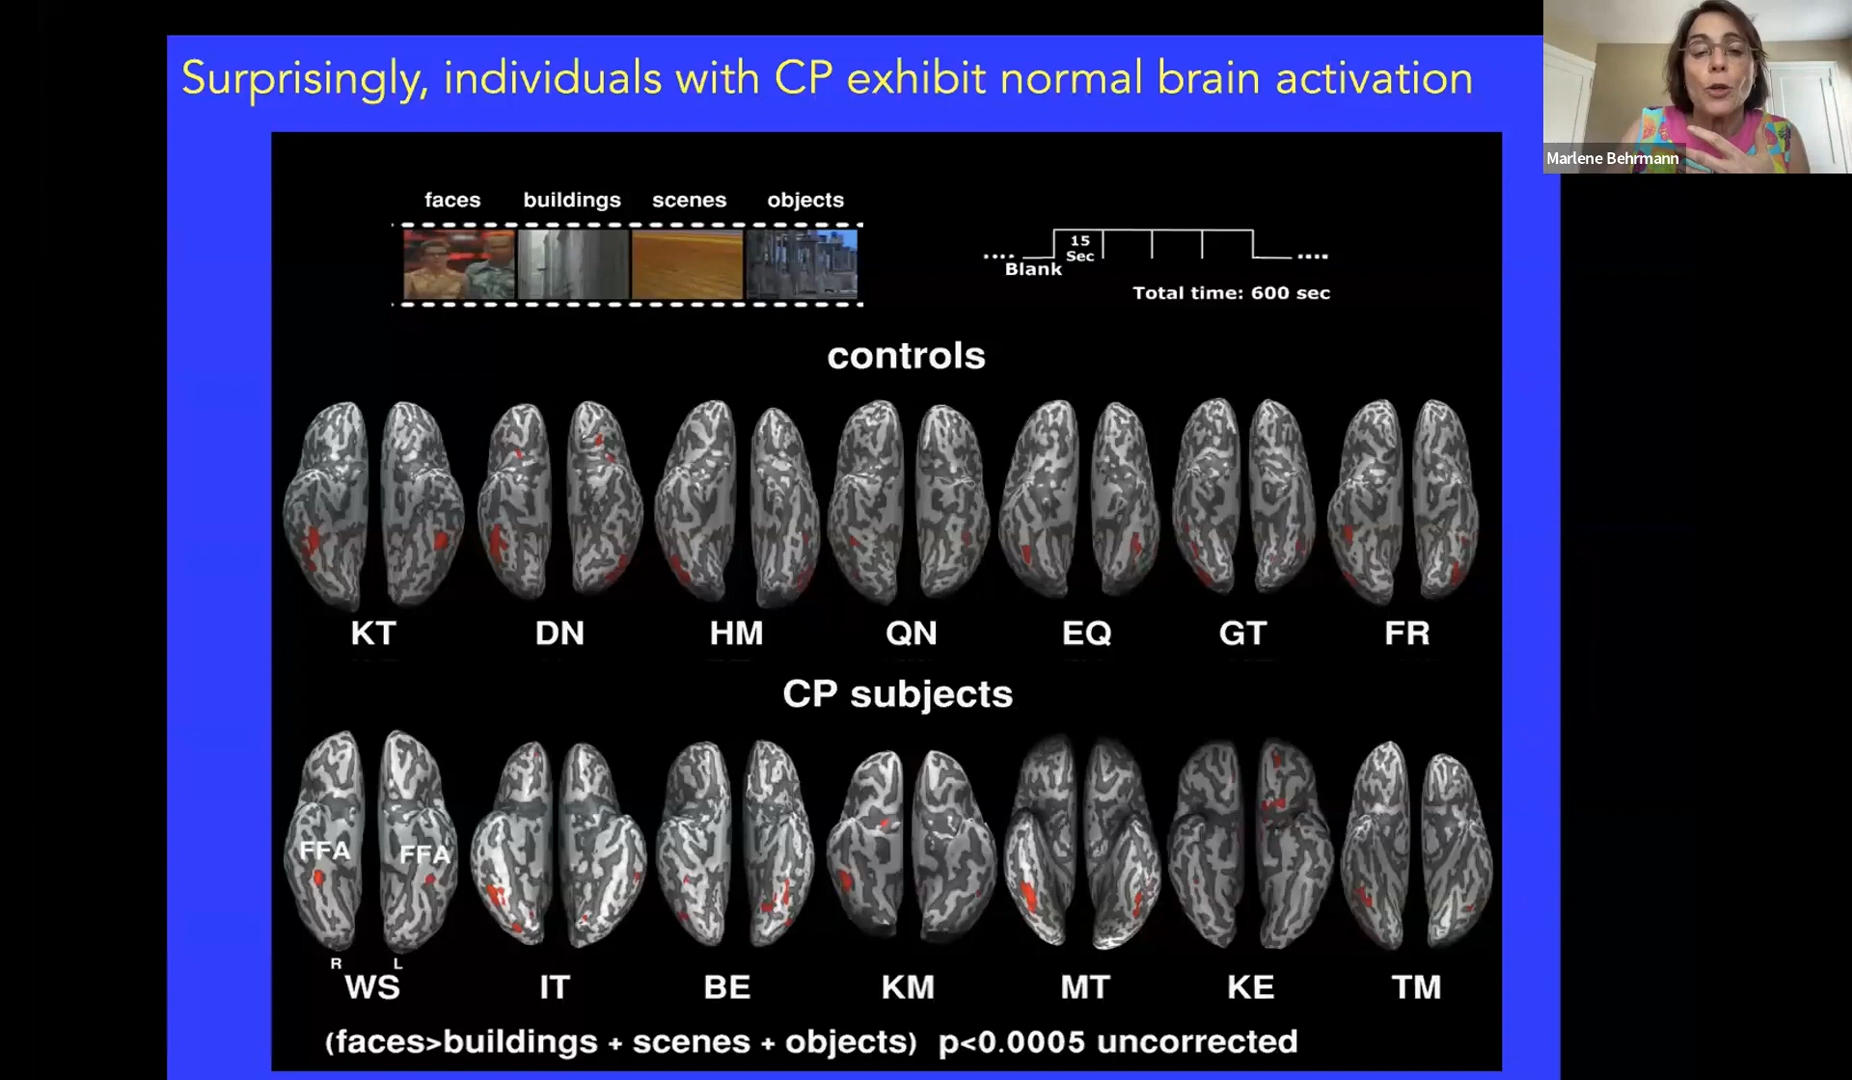 Surprisingly, individuals with CP exhibit normal brain activation
Marlene Behrmann
faces buildings scenes objects
15
Sec
Blank
Total time: 600 sec
controls
KT DN HM QN EQ GT FR
CP subjects
FFA FFA
R L
WS IT BE KM MT KE TM
(faces>buildings + scenes + objects) p<0.0005 uncorrected